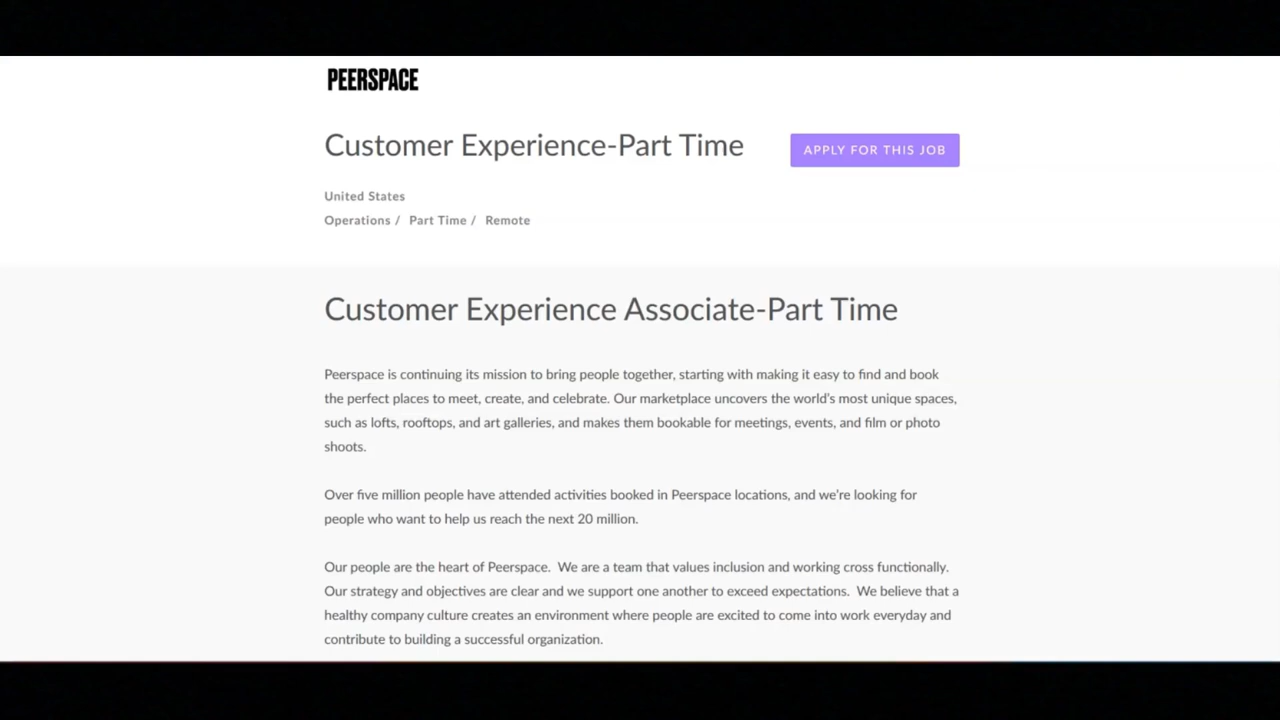 PEERSPACE
Customer Experience-Part Time
APPLY FOR THIS JOB
United States
Operations / Part Time / Remote
Customer Experience Associate-Part Time
Peerspace is continuing its mission to bring people together, starting with making it easy to find and book
the perfect places to meet, create, and celebrate. Our marketplace uncovers the world's most unique spaces,
such as lofts, rooftops, and art galleries, and makes them bookable for meetings, events, and film or photo
shoots.
Over five million people have attended activities booked in Peerspace locations, and we're looking for
people who want to help us reach the next 20 million.
Our people are the heart of Peerspace.  We are a team that values inclusion and working cross functionally.
Our strategy and objectives are clear and we support one another to exceed expectations.  We believe that a
healthy company culture creates an environment where people are excited to come into work everyday and
contribute to building a successful organization.